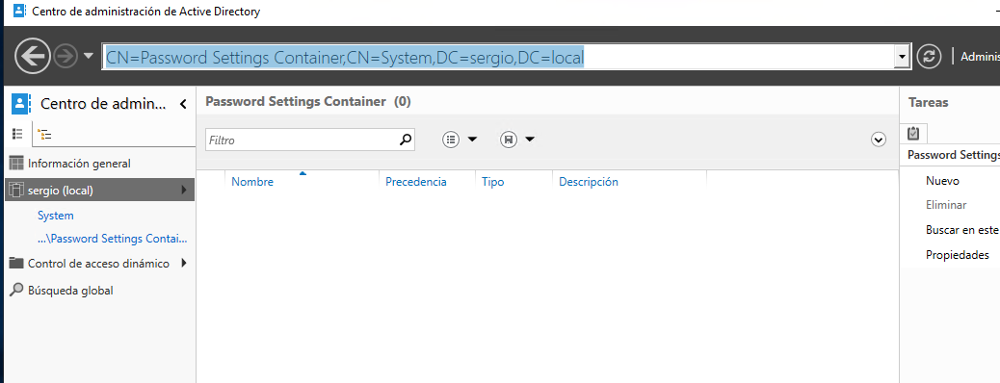 Centro de administración de Active Directory
CN=Password Settings Container,CN=System,DC=sergio,DC=local
Adminis
Centro de admin...
Información general
sergio (local)
System
...\Password Settings Contai...
Control de acceso dinámico
Búsqueda global
Password Settings Container (0)
Filtro
Nombre
Precedencia
Tipo
Descripción
Tareas
Password Settings
Nuevo
Eliminar
Buscar en este
Propiedades